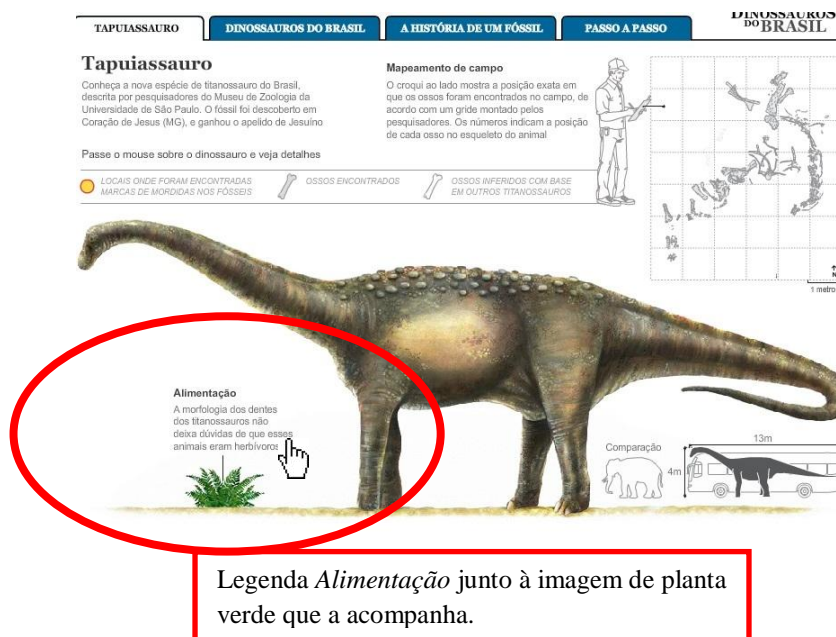 TAPUIASSAURO
DINOSSAUROS DO BRASIL
A HISTÓRIA DE UM FÓSSIL
PASSO A PASSO
DINOSSAUROS
DO BRASIL
Tapuiassauro
Conheça a nova espécie de titanossauro do Brasil,
descrita por pesquisadores do Museu de Zoologia da
Universidade de São Paulo. O fóssil foi descoberto em
Coração de Jesus (MG), e ganhou o apelido de Jesuíno
Mapeamento de campo
O croqui ao lado mostra a posição exata em
que os ossos foram encontrados no campo, de
acordo com um gride montado pelos
pesquisadores. Os números indicam a posição
de cada osso no esqueleto do animal
Passe o mouse sobre o dinossauro e veja detalhes
LOCAIS ONDE FORAM ENCONTRADAS
MARCAS DE MORDIDAS NOS FÓSSEIS
OSSOS ENCONTRADOS
OSSOS INFERIDOS COM BASE
EM OUTROS TITANOSSAUROS
N
1 metro
Alimentação
A morfologia dos dentes
dos titanossauros não
deixa dúvidas de que esses
animais eram herbívoros
Comparação
13m
4m
Legenda Alimentação junto à imagem de planta
verde que a acompanha.